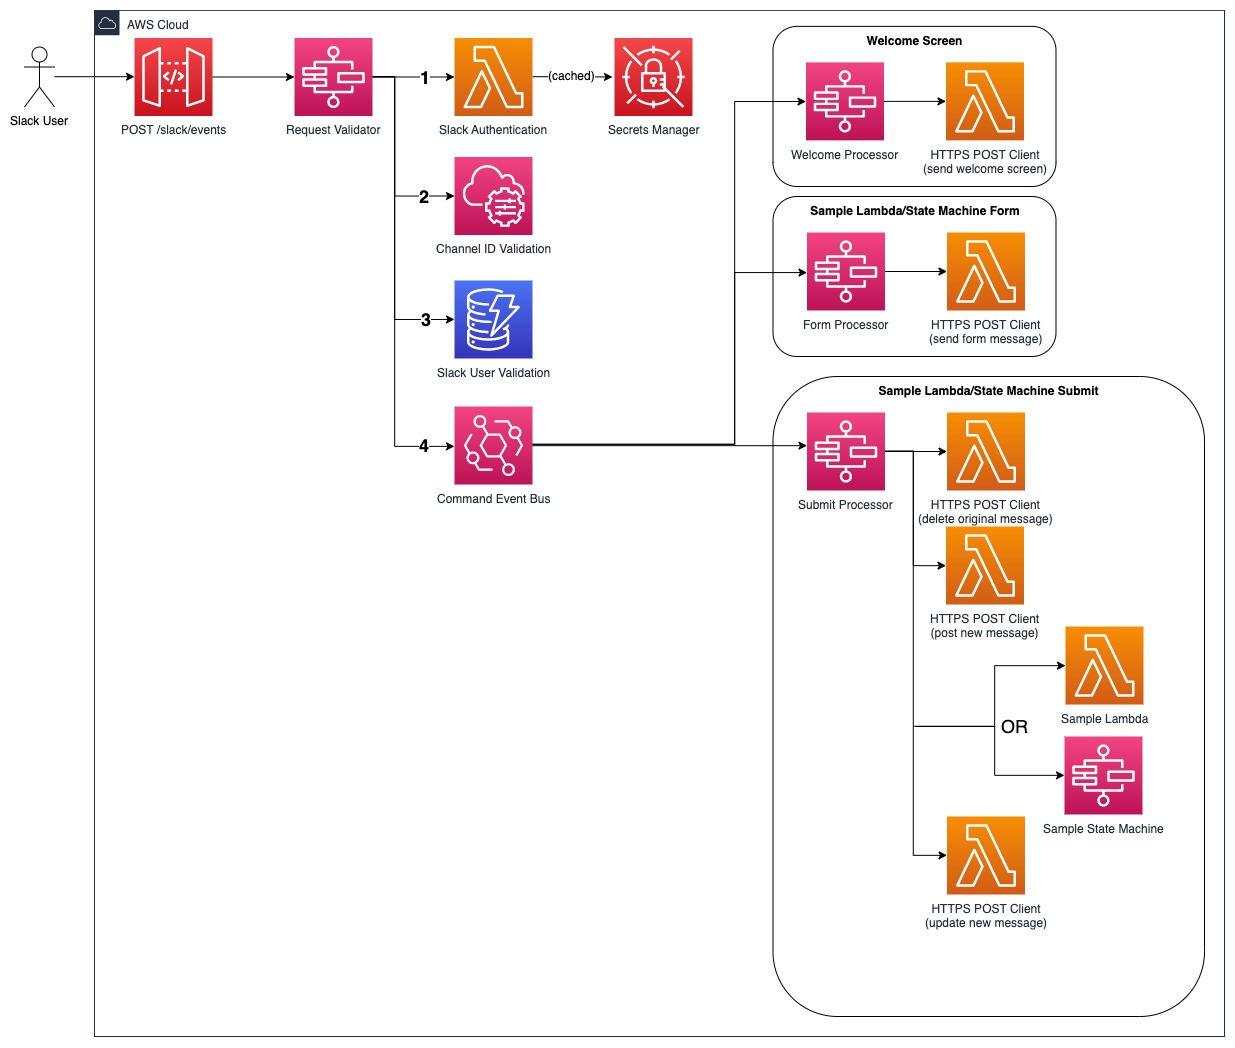 AWS Cloud
Slack User
POST /slack/events
Request Validator
1
Slack Authentication
(cached)
Secrets Manager
2
Channel ID Validation
3
Slack User Validation
4
Command Event Bus
Welcome Screen
Welcome Processor
HTTPS POST Client
(send welcome screen)
Sample Lambda/State Machine Form
Form Processor
HTTPS POST Client
(send form message)
Sample Lambda/State Machine Submit
Submit Processor
HTTPS POST Client
(delete original message)
HTTPS POST Client
(post new message)
OR
Sample Lambda
Sample State Machine
HTTPS POST Client
(update new message)